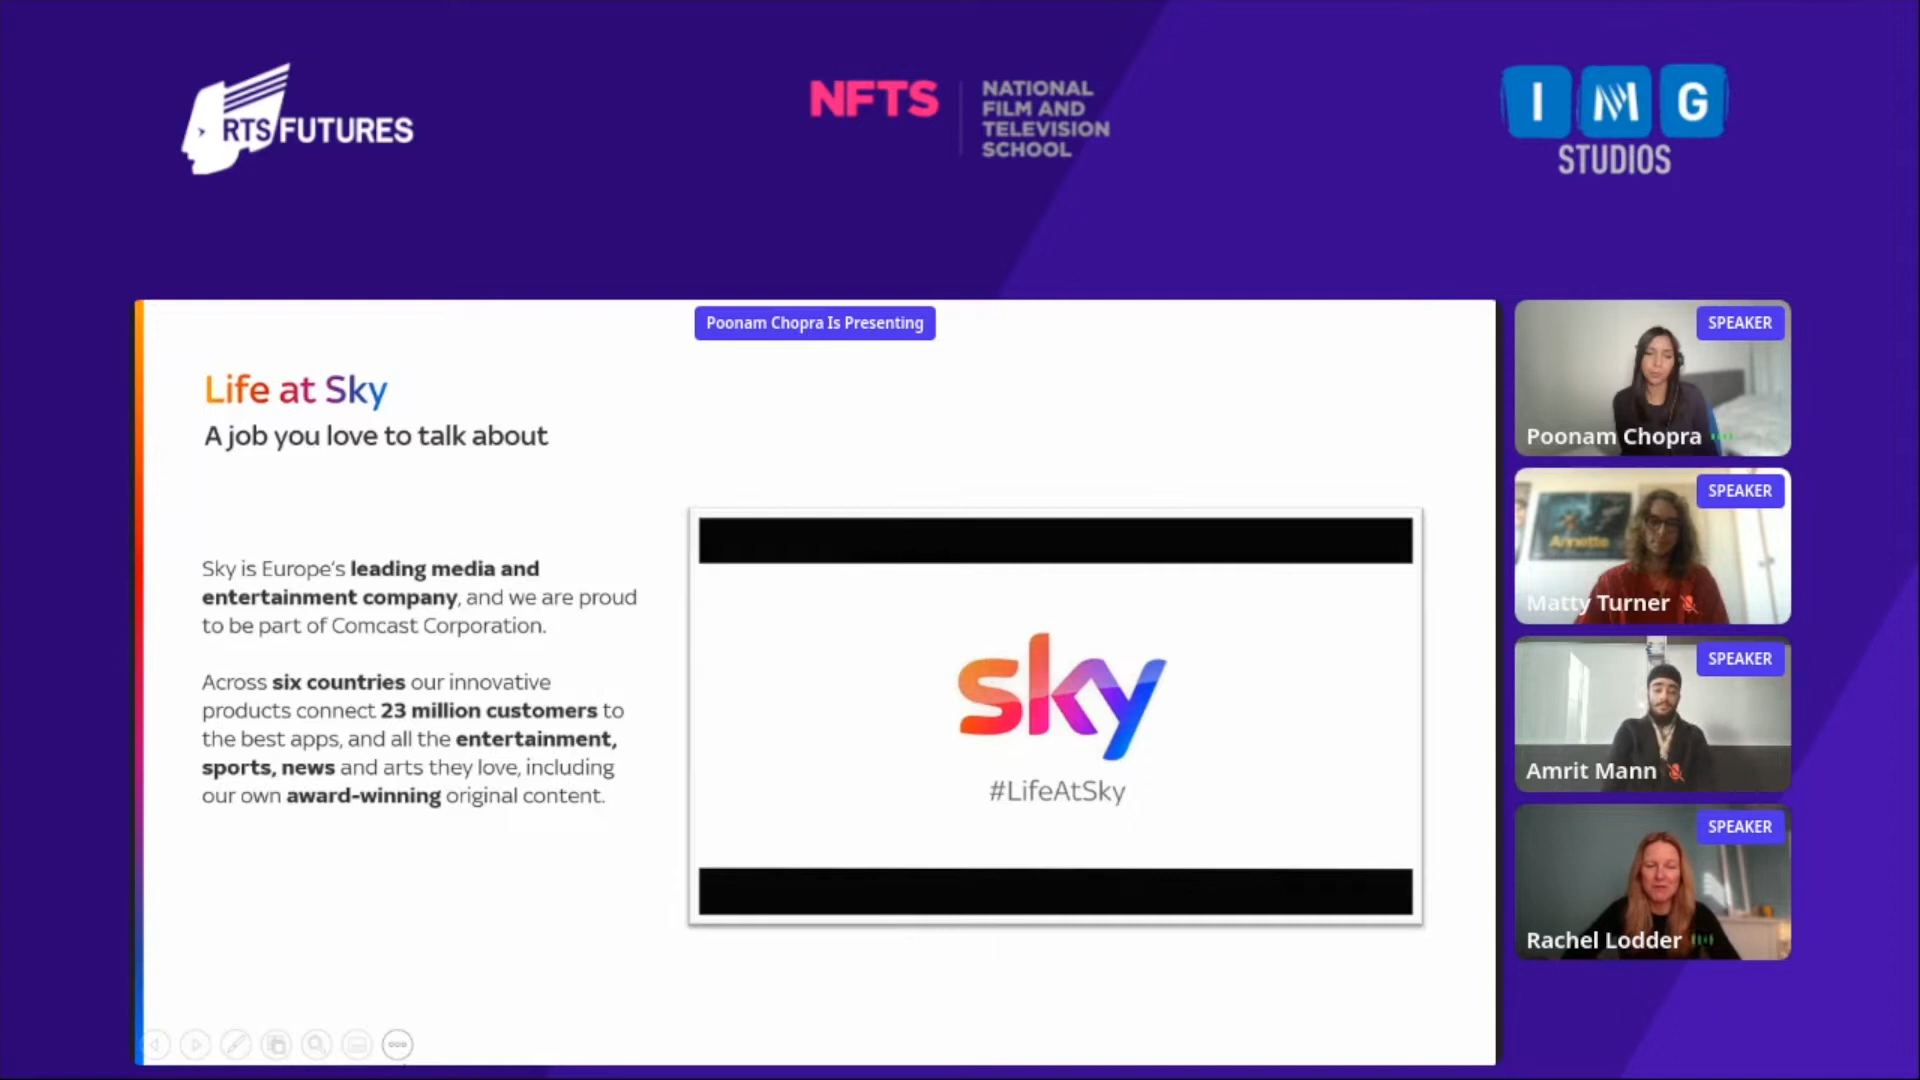 RTS FUTURES
NFTS
NATIONAL
FILM AND
TELEVISION
SCHOOL
IMG
STUDIOS
Poonam Chopra Is Presenting
Life at Sky
A job you love to talk about
Sky is Europe's leading media and
entertainment company, and we are proud
to be part of Comcast Corporation.
Across six countries our innovative
products connect 23 million customers to
the best apps, and all the entertainment,
sports, news and arts they love, including
our own award-winning original content.
sky
#LifeAtSky
SPEAKER
Poonam Chopra
SPEAKER
Annette
Matty Turner
SPEAKER
Amrit Mann
SPEAKER
Rachel Lodder